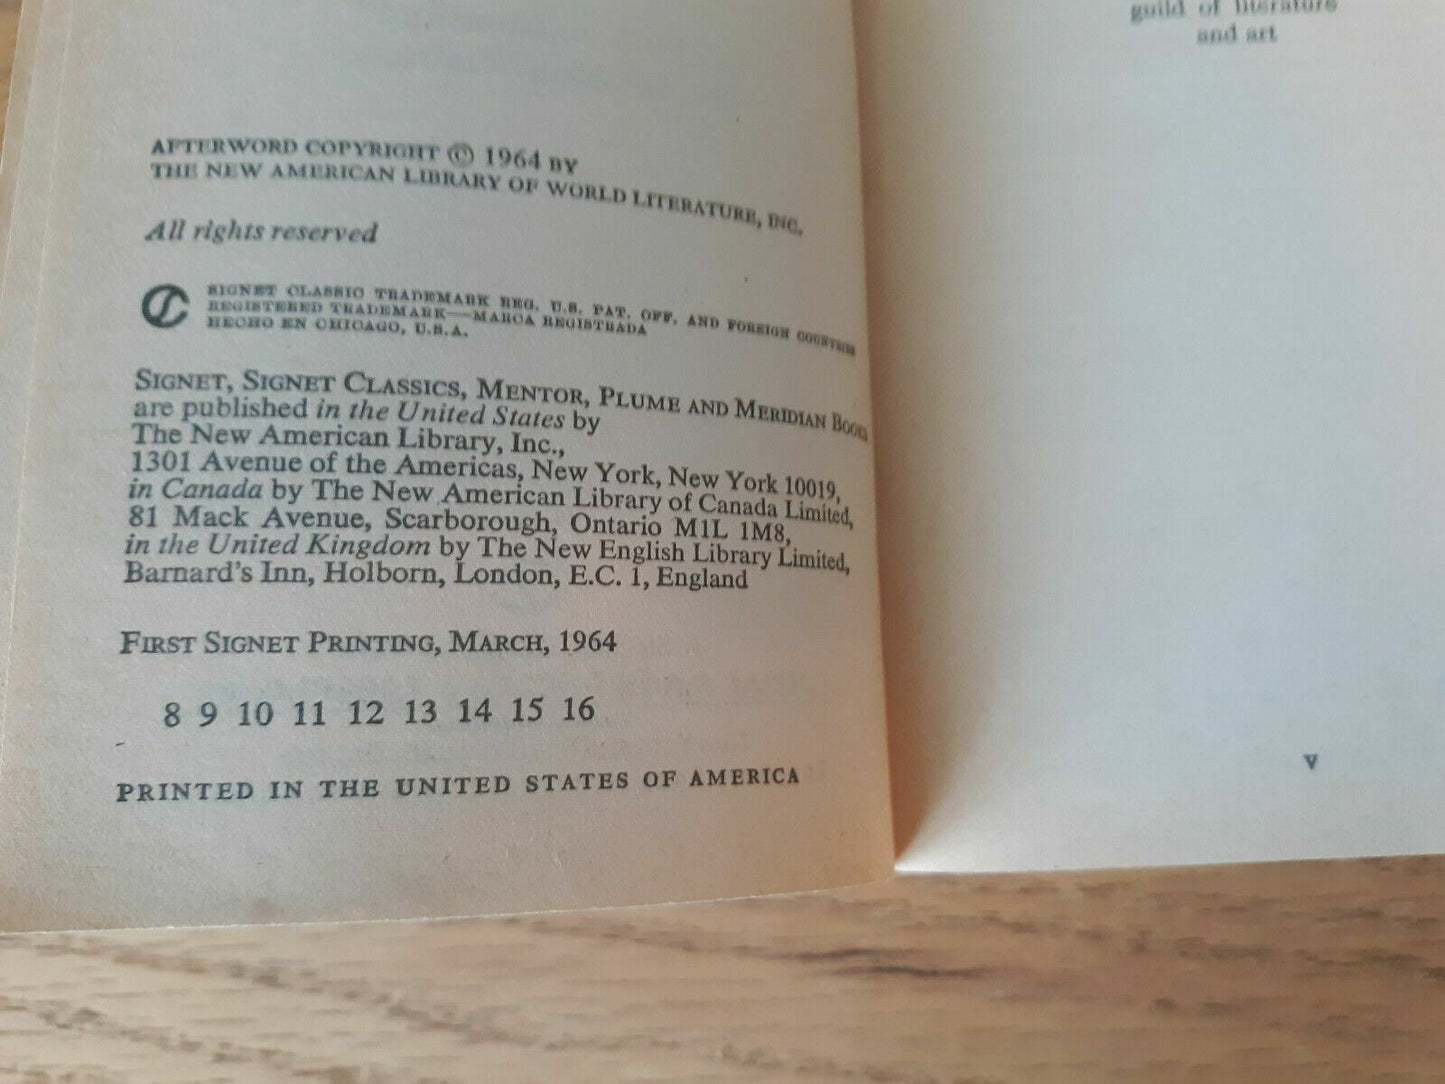 AFTERWORD COPYRIGHT © 1964 BY
THE NEW AMERICAN LIBRARY OF WORLD LITERATURE, INC.
All rights reserved
SIGNET CLASSIC TRADEMARK REG. U.S. PAT. OFF. AND FOREIGN COUNTRIES
REGISTERED TRADEMARK—MARCA REGISTRADA
HECHO EN CHICAGO, U.S.A.
SIGNET, SIGNET CLASSICS, MENTOR, PLUME AND MERIDIAN BOOKS
are published in the United States by
The New American Library, Inc.,
1301 Avenue of the Americas, New York, New York 10019,
in Canada by The New American Library of Canada Limited,
81 Mack Avenue, Scarborough, Ontario M1L 1M8,
in the United Kingdom by The New English Library Limited,
Barnard's Inn, Holborn, London, E.C. 1, England
FIRST SIGNET PRINTING, MARCH, 1964
8 9 10 11 12 13 14 15 16
PRINTED IN THE UNITED STATES OF AMERICA
guild of literature
and art
v